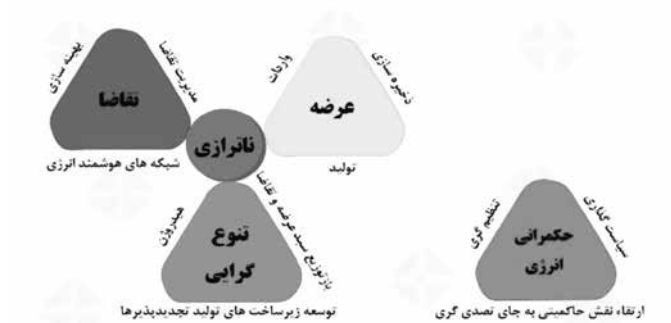 بهینه سازی
مدیریت تقاضا
تقاضا
شبکه های هوشمند انرژی
واردات
ذخیره سازی
عرضه
تولید
ناترازی
هیدروژن
بازتوزیع سبد عرضه و تقاضا
تنوع
گرایی
توسعه زیرساخت های تولید تجدیدپذیرها
تنظیم گری
سیاست گذاری
حکمرانی
انرژی
ارتقاء نقش حاکمیتی به جای تصدی گری